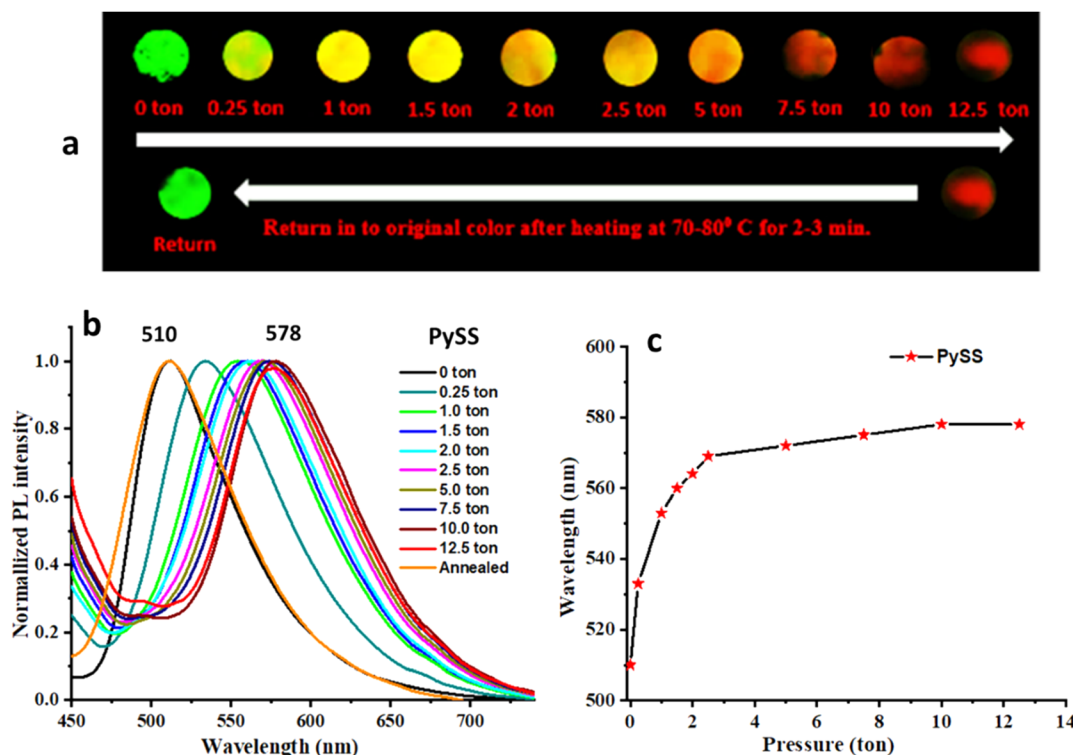 0 ton 0.25 ton 1 ton 1.5 ton 2 ton 2.5 ton 5 ton 7.5 ton 10 ton 12.5 ton
a
Return in to original color after heating at 70-80⁰ C for 2-3 min.
Return
b
510
578
PySS
0 ton
0.25 ton
1.0 ton
1.5 ton
2.0 ton
2.5 ton
5.0 ton
7.5 ton
10.0 ton
12.5 ton
Annealed
Normallized PL intensity
1.0
0.8
0.6
0.4
0.2
0.0
450 500 550 600 650 700
Wavelength (nm)
c
PySS
Wavelength (nm)
600
580
560
540
520
500
0 2 4 6 8 10 12 14
Pressure (ton)